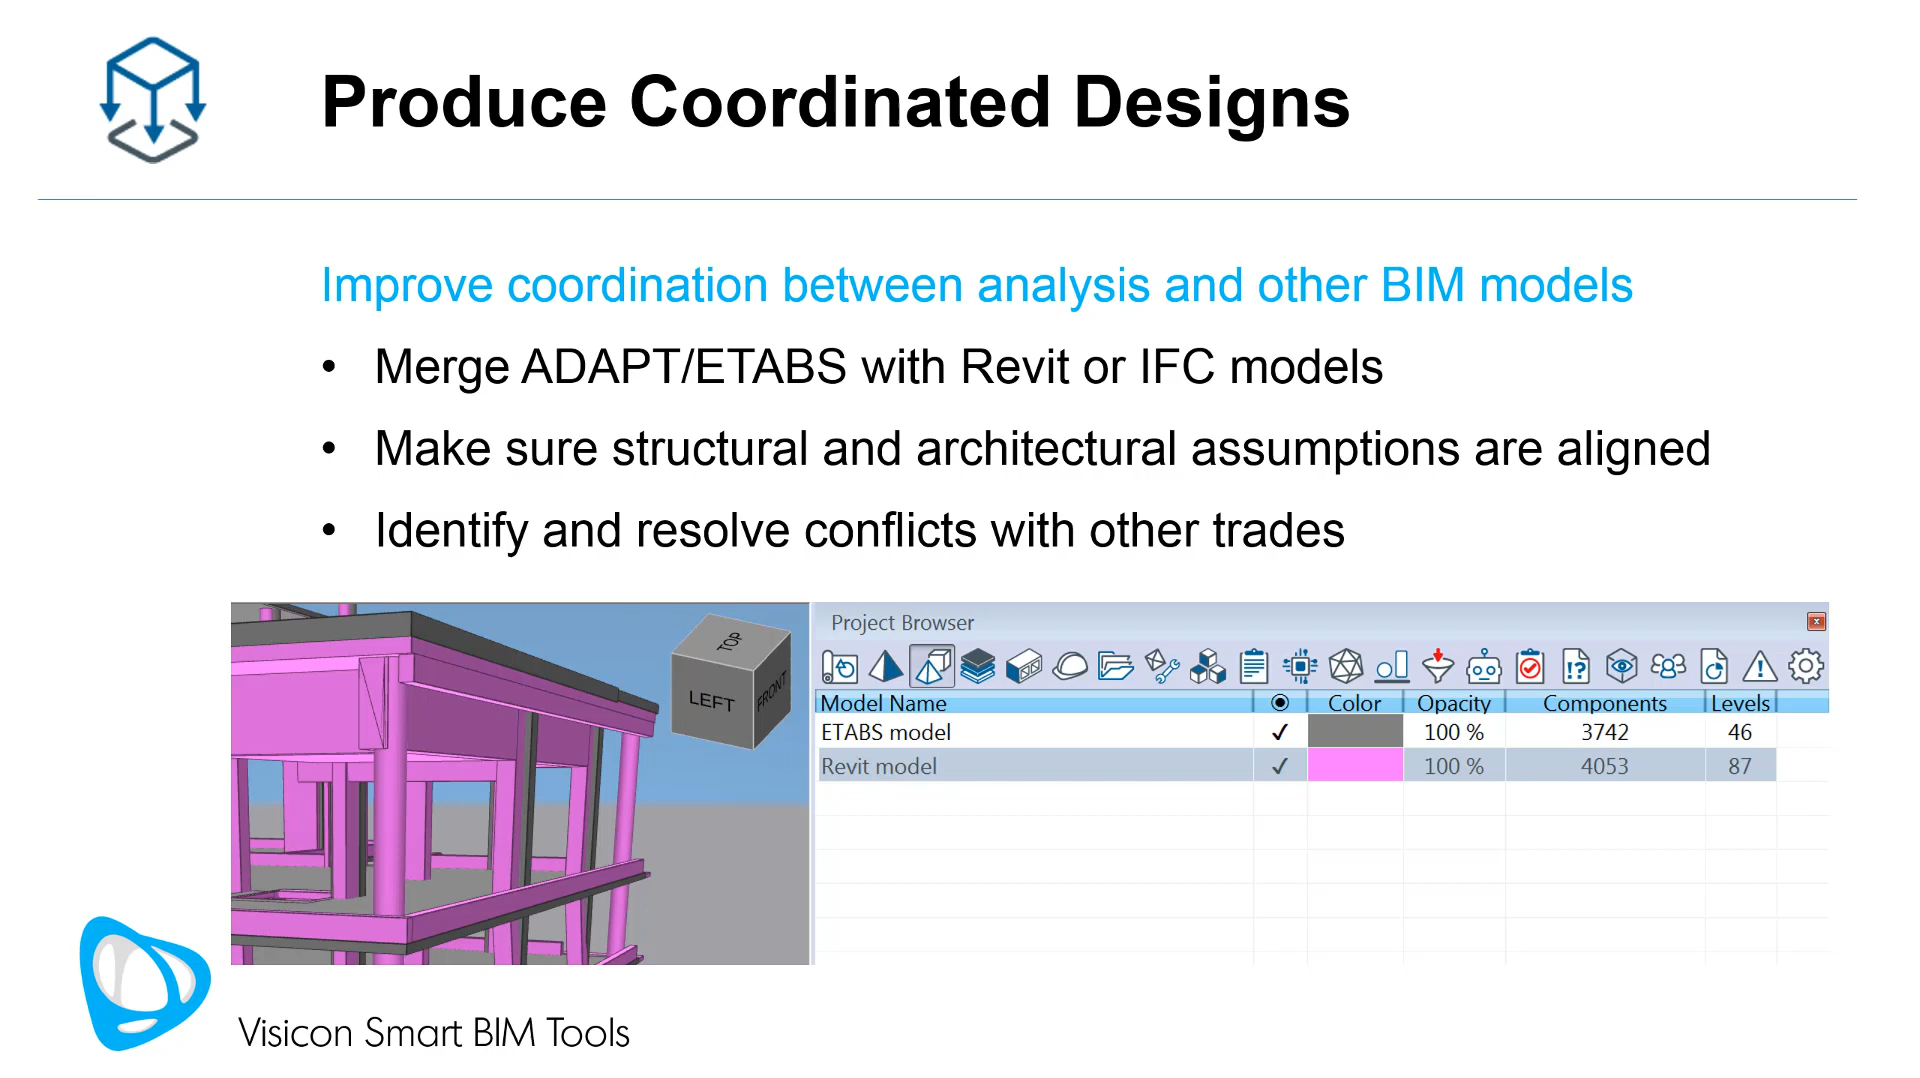 Produce Coordinated Designs
Improve coordination between analysis and other BIM models
• Merge ADAPT/ETABS with Revit or IFC models
• Make sure structural and architectural assumptions are aligned
• Identify and resolve conflicts with other trades
TOP
LEFT
FRONT
Project Browser
Model Name Color Opacity Components Levels
ETABS model ✓ 100 % 3742 46
Revit model ✓ 100 % 4053 87
Visicon Smart BIM Tools